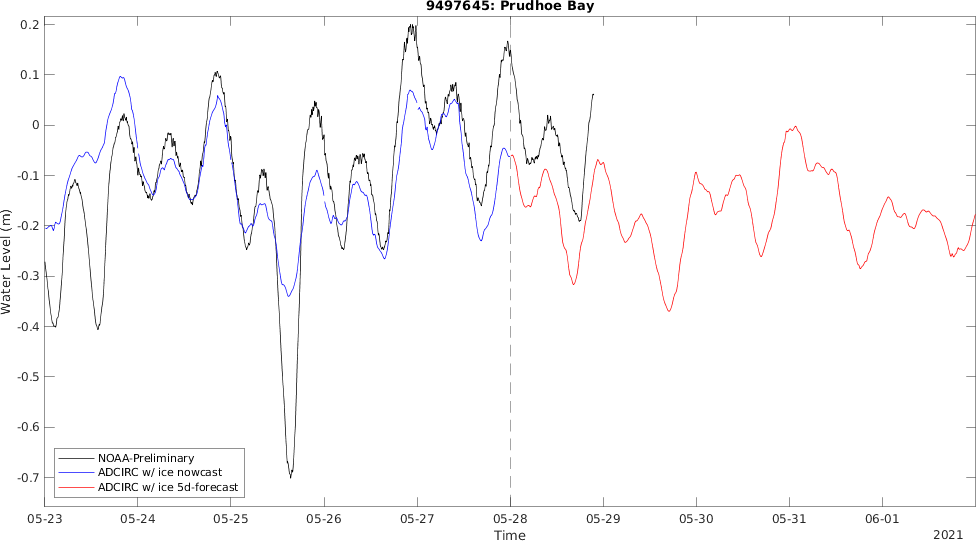 9497645: Prudhoe Bay
0.2
0.1
0
-0.1
-0.2
-0.3
-0.4
-0.5
-0.6
-0.7
Water Level (m)
NOAA-Preliminary
ADCIRC w/ ice nowcast
ADCIRC w/ ice 5d-forecast
05-23 05-24 05-25 05-26 05-27 05-28 05-29 05-30 05-31 06-01
Time
2021